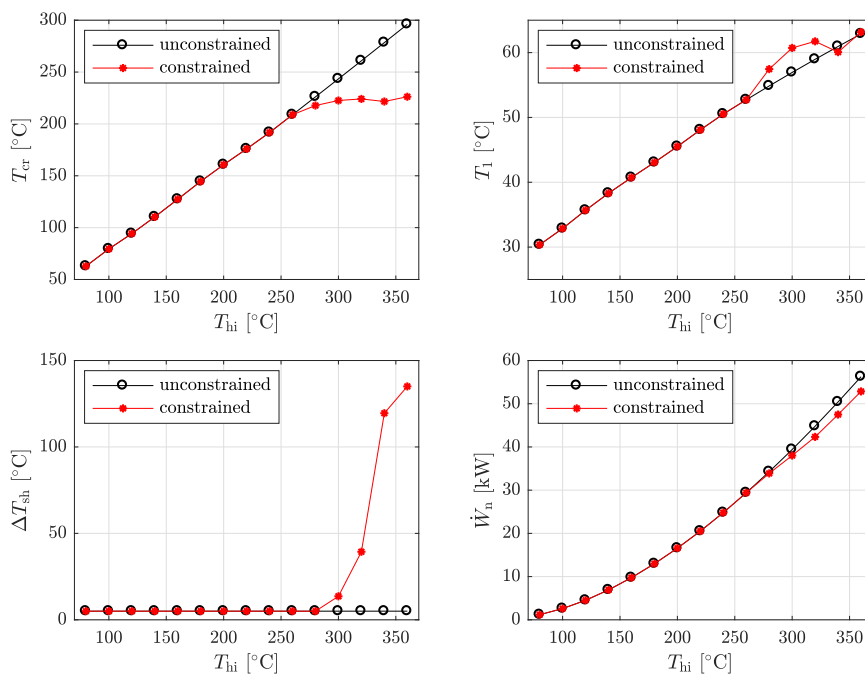 300
250
200
150
100
50
T_cr [°C]
unconstrained
constrained
100 150 200 250 300 350
T_hi [°C]
60
50
40
30
T_1 [°C]
unconstrained
constrained
100 150 200 250 300 350
T_hi [°C]
150
100
50
0
ΔT_sh [°C]
unconstrained
constrained
100 150 200 250 300 350
T_hi [°C]
60
50
40
30
20
10
0
Ẇ_n [kW]
unconstrained
constrained
100 150 200 250 300 350
T_hi [°C]